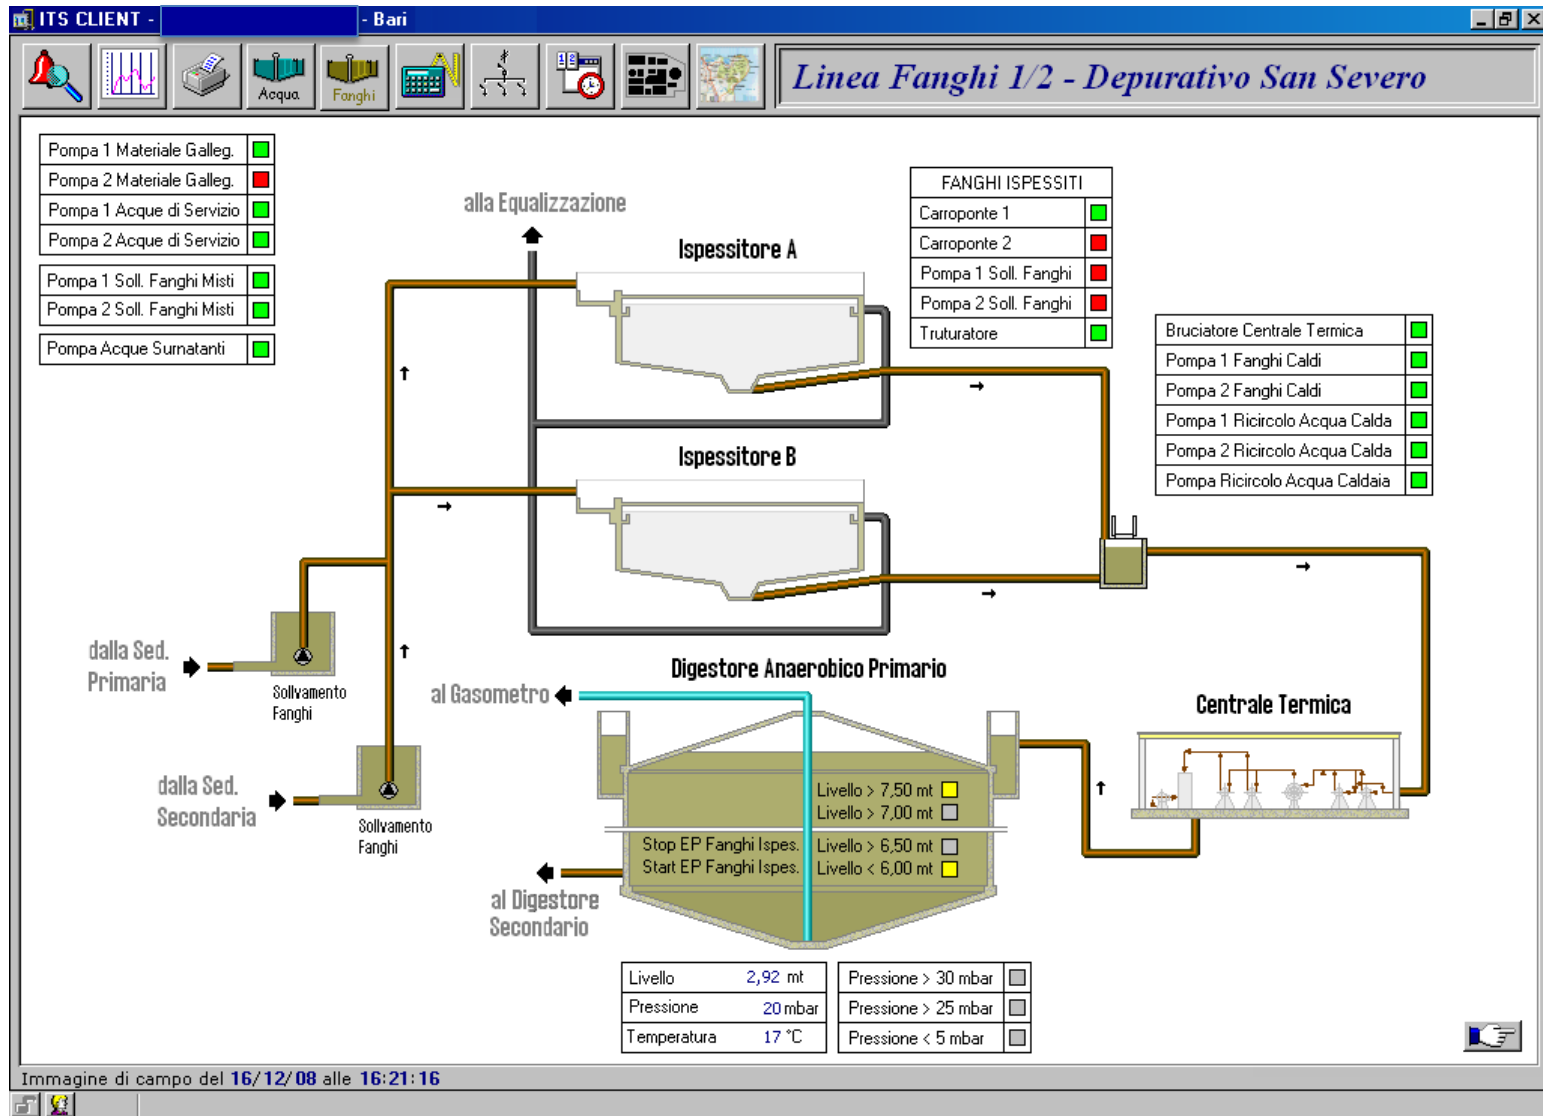 ITS CLIENT - - Bari
Acqua
Fanghi
Linea Fanghi 1/2 - Depurativo San Severo
Pompa 1 Materiale Galleg.
Pompa 2 Materiale Galleg.
Pompa 1 Acque di Servizio
Pompa 2 Acque di Servizio
Pompa 1 Soll. Fanghi Misti
Pompa 2 Soll. Fanghi Misti
Pompa Acque Surnatanti
alla Equalizzazione
Ispessitore A
FANGHI ISPESSITI
Carroponte 1
Carroponte 2
Pompa 1 Soll. Fanghi
Pompa 2 Soll. Fanghi
Truturatore
Bruciatore Centrale Termica
Pompa 1 Fanghi Caldi
Pompa 2 Fanghi Caldi
Pompa 1 Ricircolo Acqua Calda
Pompa 2 Ricircolo Acqua Calda
Pompa Ricircolo Acqua Caldaia
Ispessitore B
dalla Sed.
Primaria
Sollvamento
Fanghi
dalla Sed.
Secondaria
Sollvamento
Fanghi
Digestore Anaerobico Primario
al Gasometro
Centrale Termica
Livello > 7,50 mt
Livello > 7,00 mt
Stop EP Fanghi Ispes. Livello > 6,50 mt
Start EP Fanghi Ispes. Livello < 6,00 mt
al Digestore
Secondario
Livello 2,92 mt
Pressione 20 mbar
Temperatura 17 °C
Pressione > 30 mbar
Pressione > 25 mbar
Pressione < 5 mbar
Immagine di campo del 16/12/08 alle 16:21:16